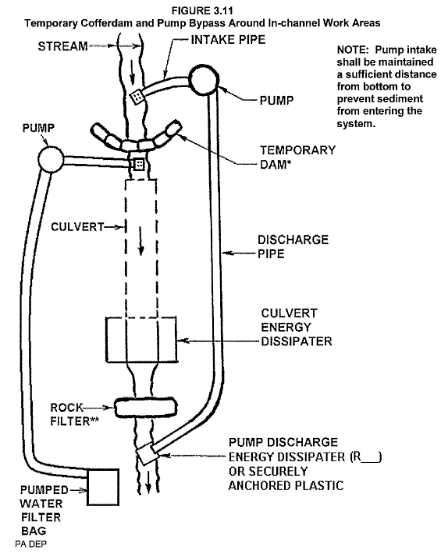 FIGURE 3.11
Temporary Cofferdam and Pump Bypass Around In-channel Work Areas
STREAM
INTAKE PIPE
NOTE: Pump intake
shall be maintained
a sufficient distance
from bottom to
prevent sediment
from entering the
system.
PUMP
PUMP
TEMPORARY
DAM*
CULVERT
DISCHARGE
PIPE
CULVERT
ENERGY
DISSIPATER
ROCK
FILTER**
PUMP DISCHARGE
ENERGY DISSIPATER (R__)
OR SECURELY
ANCHORED PLASTIC
PUMPED
WATER
FILTER
BAG
PA DEP